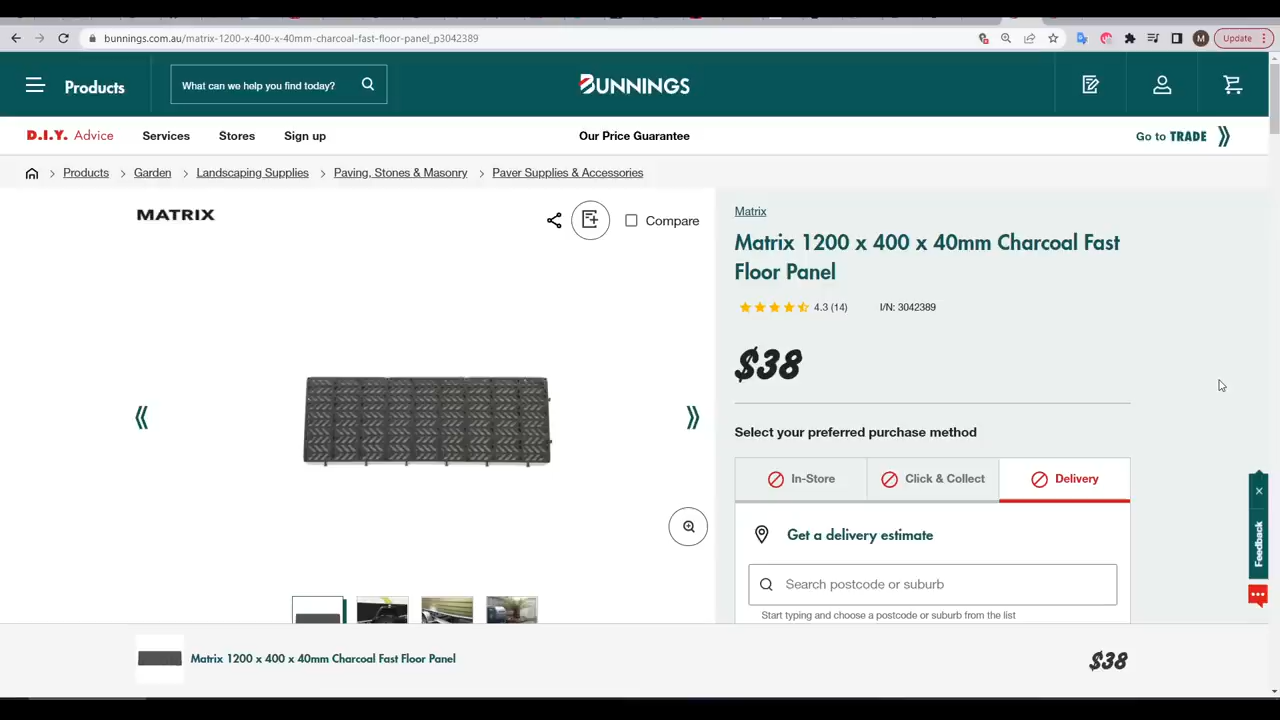 bunnings.com.au/matrix-1200-x-400-x-40mm-charcoal-fast-floor-panel_p3042389
M
Update
Products
What can we help you find today?
BUNNINGS
D.I.Y. Advice
Services
Stores
Sign up
Our Price Guarantee
Go to TRADE
Products
Garden
Landscaping Supplies
Paving, Stones & Masonry
Paver Supplies & Accessories
MATRIX
Compare
Matrix
Matrix 1200 x 400 x 40mm Charcoal Fast
Floor Panel
4.3 (14)
I/N: 3042389
$38
Select your preferred purchase method
In-Store
Click & Collect
Delivery
Get a delivery estimate
Search postcode or suburb
Start typing and choose a postcode or suburb from the list
Feedback
Matrix 1200 x 400 x 40mm Charcoal Fast Floor Panel
$38